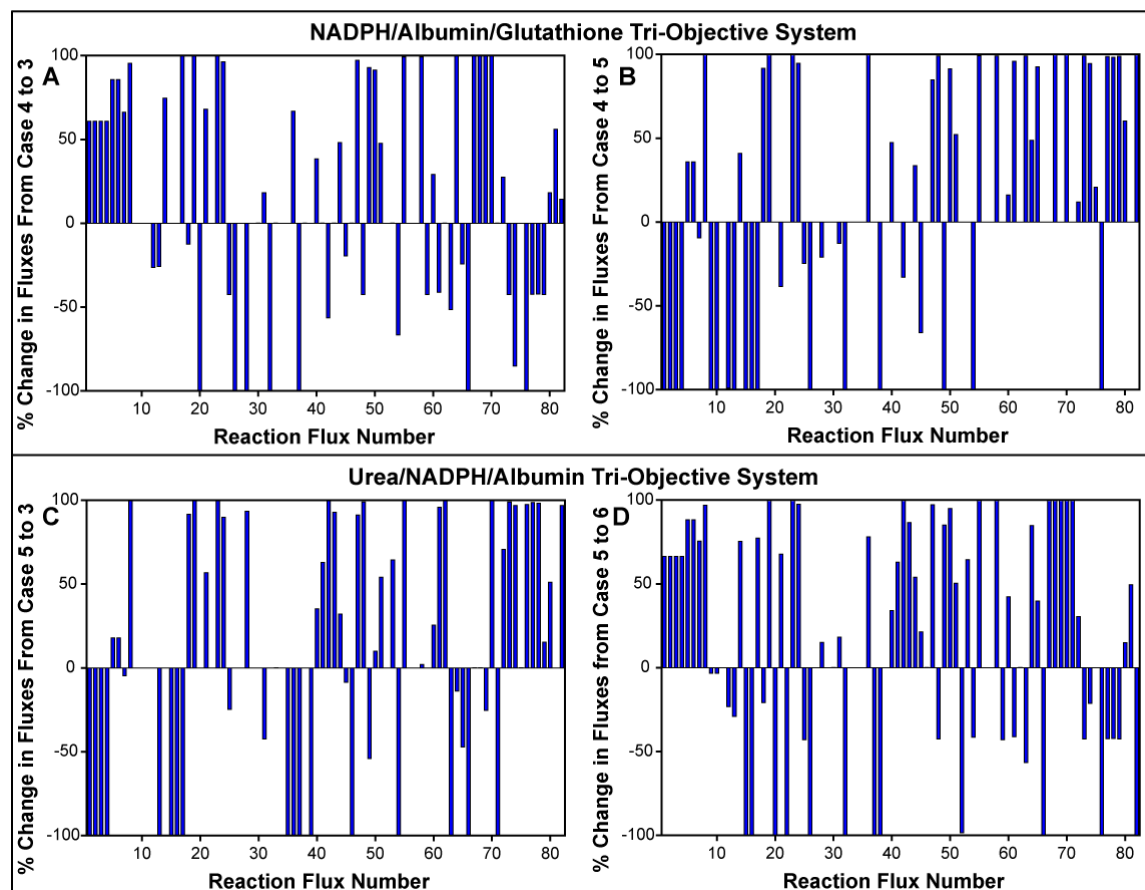 NADPH/Albumin/Glutathione Tri-Objective System
A
% Change in Fluxes From Case 4 to 3
100
50
0
-50
-100
10 20 30 40 50 60 70 80
Reaction Flux Number
B
% Change in Fluxes From Case 4 to 5
100
50
0
-50
-100
10 20 30 40 50 60 70 80
Reaction Flux Number
Urea/NADPH/Albumin Tri-Objective System
C
% Change in Fluxes From Case 5 to 3
100
50
0
-50
-100
10 20 30 40 50 60 70 80
Reaction Flux Number
D
% Change in Fluxes from Case 5 to 6
100
50
0
-50
-100
10 20 30 40 50 60 70 80
Reaction Flux Number